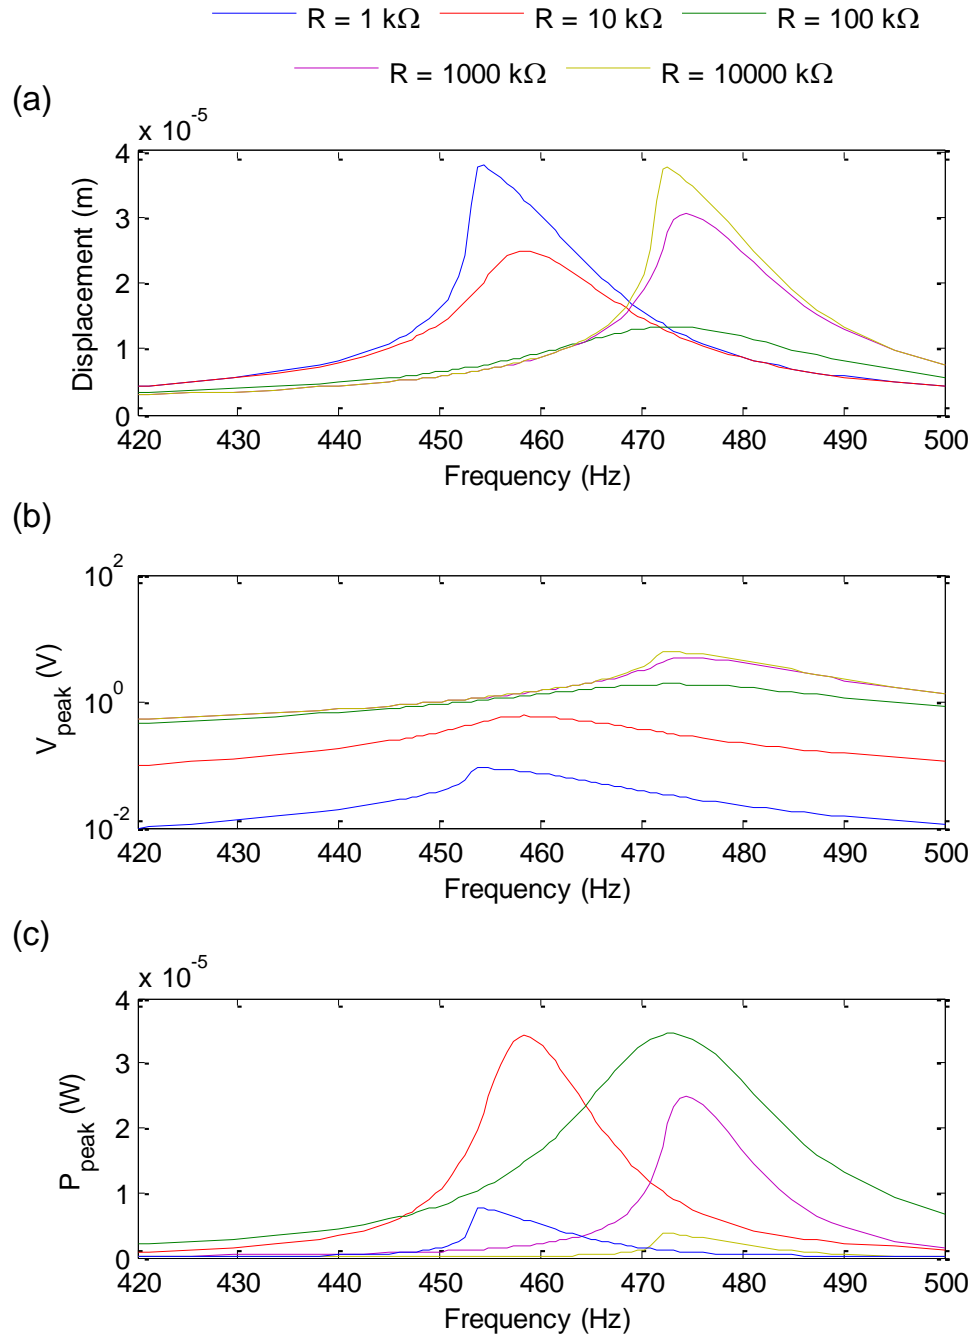 R = 1 kΩ R = 10 kΩ R = 100 kΩ
R = 1000 kΩ R = 10000 kΩ
(a)
x 10-5
4
3
2
1
0
Displacement (m)
420 430 440 450 460 470 480 490 500
Frequency (Hz)
(b)
102
100
10-2
Vpeak (V)
420 430 440 450 460 470 480 490 500
Frequency (Hz)
(c)
x 10-5
4
3
2
1
0
Ppeak (W)
420 430 440 450 460 470 480 490 500
Frequency (Hz)